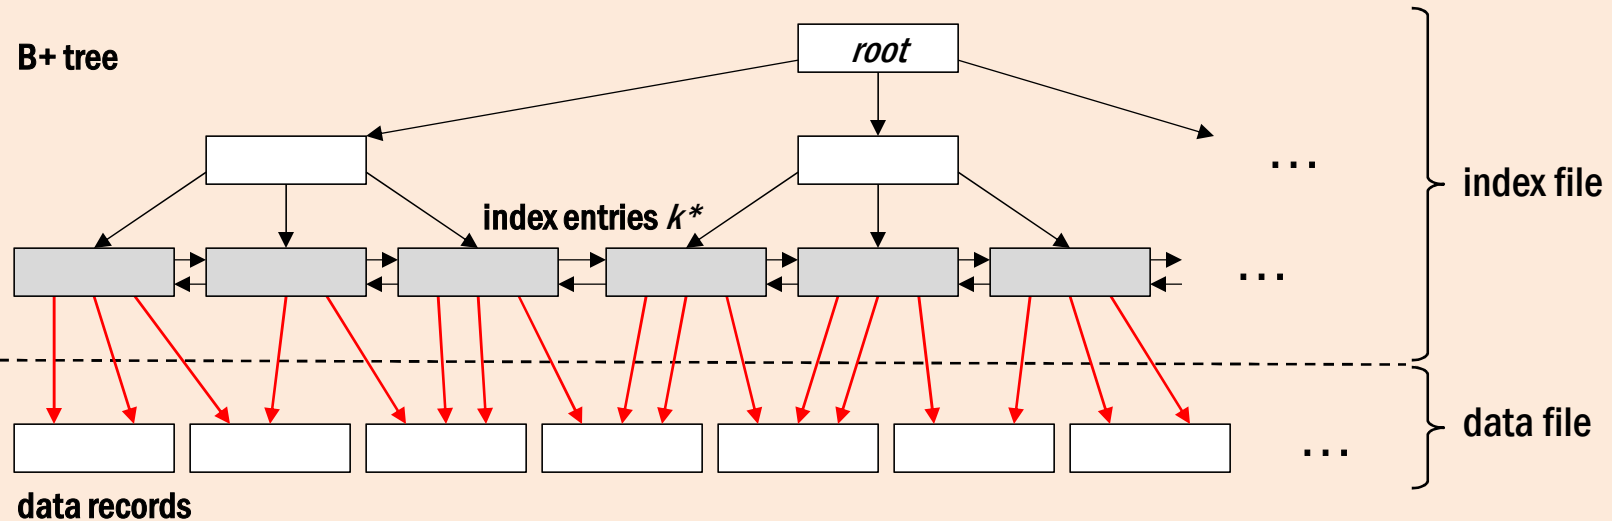 root
B+ tree
...
index file
index entries k*
...
data file
...
data records